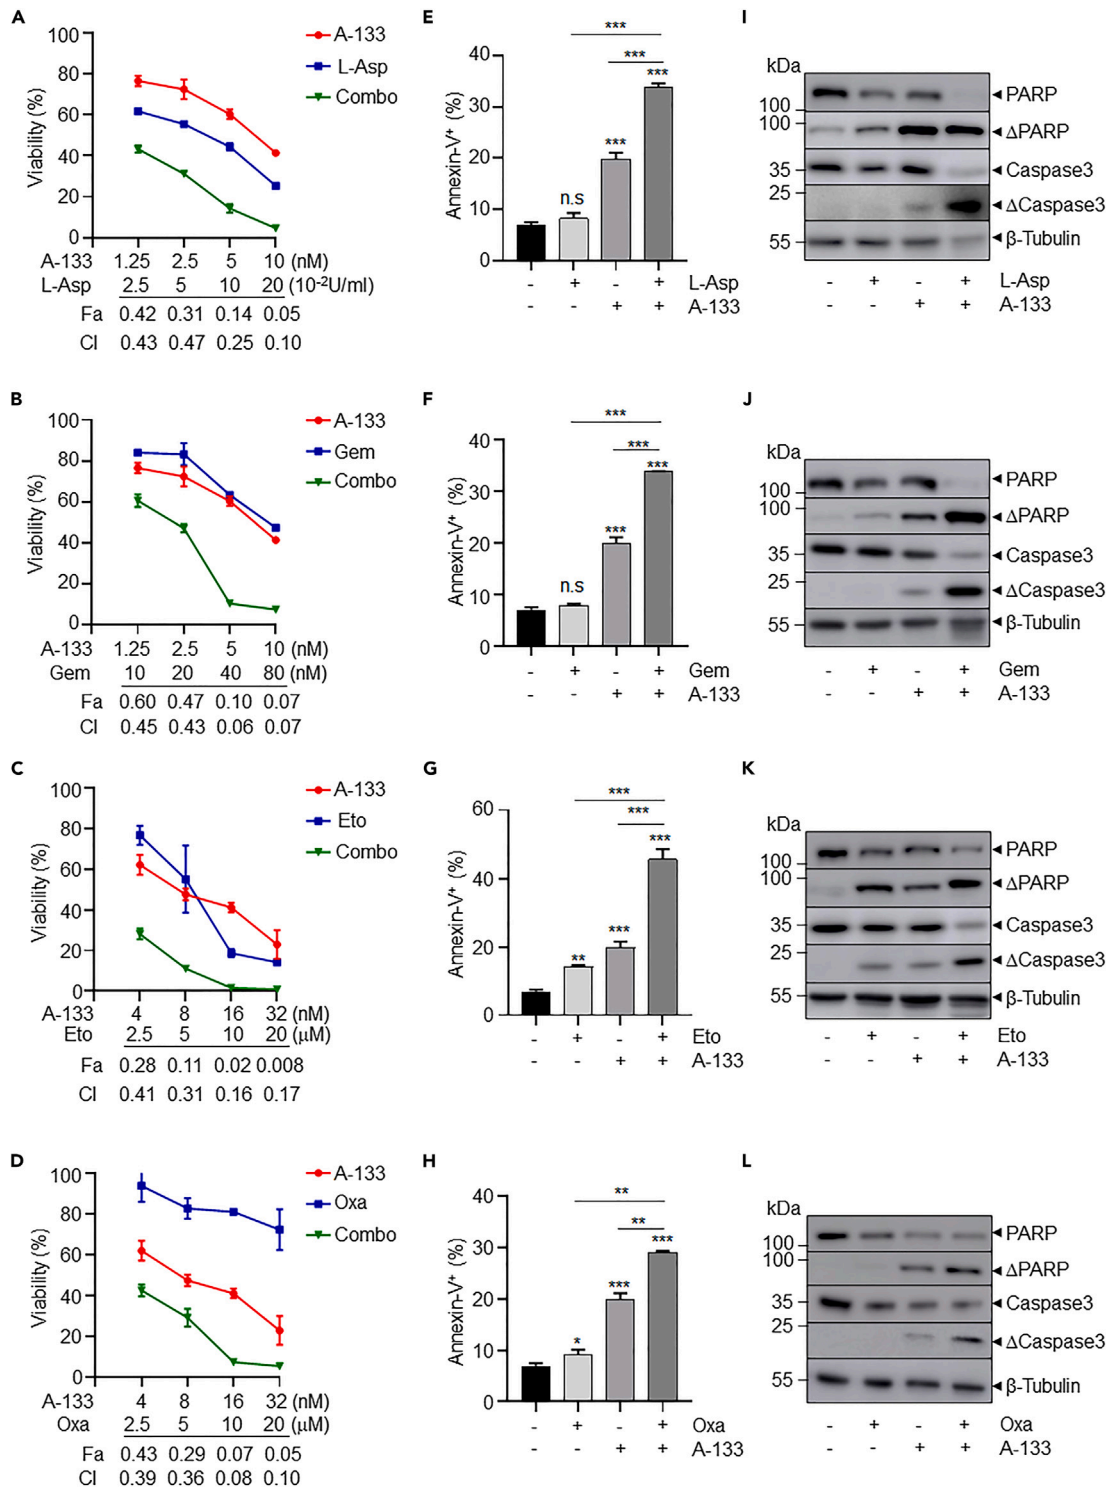 A
100
80
60
40
20
0
Viability (%)
A-133
L-Asp
Combo
A-133 1.25 2.5 5 10 (nM)
L-Asp 2.5 5 10 20 (10-2U/ml)
Fa 0.42 0.31 0.14 0.05
CI 0.43 0.47 0.25 0.10
E
40
30
20
10
0
Annexin-V+ (%)
***
***
***
***
n.s
- + - + L-Asp
- - + + A-133
I
kDa
100 PARP
100 ΔPARP
35 Caspase3
25 ΔCaspase3
55 β-Tubulin
- + - + L-Asp
- - + + A-133
B
100
80
60
40
20
0
Viability (%)
A-133
Gem
Combo
A-133 1.25 2.5 5 10 (nM)
Gem 10 20 40 80 (nM)
Fa 0.60 0.47 0.10 0.07
CI 0.45 0.43 0.06 0.07
F
40
30
20
10
0
Annexin-V+ (%)
***
***
***
***
n.s
- + - + Gem
- - + + A-133
J
kDa
100 PARP
100 ΔPARP
35 Caspase3
25 ΔCaspase3
55 β-Tubulin
- + - + Gem
- - + + A-133
C
100
80
60
40
20
0
Viability (%)
A-133
Eto
Combo
A-133 4 8 16 32 (nM)
Eto 2.5 5 10 20 (μM)
Fa 0.28 0.11 0.02 0.008
CI 0.41 0.31 0.16 0.17
G
60
40
20
0
Annexin-V+ (%)
***
***
***
***
**
- + - + Eto
- - + + A-133
K
kDa
100 PARP
100 ΔPARP
35 Caspase3
25 ΔCaspase3
55 β-Tubulin
- + - + Eto
- - + + A-133
D
100
80
60
40
20
0
Viability (%)
A-133
Oxa
Combo
A-133 4 8 16 32 (nM)
Oxa 2.5 5 10 20 (μM)
Fa 0.43 0.29 0.07 0.05
CI 0.39 0.36 0.08 0.10
H
40
30
20
10
0
Annexin-V+ (%)
**
**
***
***
*
- + - + Oxa
- - + + A-133
L
kDa
100 PARP
100 ΔPARP
35 Caspase3
25 ΔCaspase3
55 β-Tubulin
- + - + Oxa
- - + + A-133